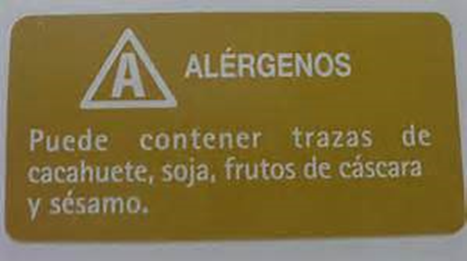 A ALÉRGENOS
Puede contener trazas de
cacahuete, soja, frutos de cáscara
y sésamo.